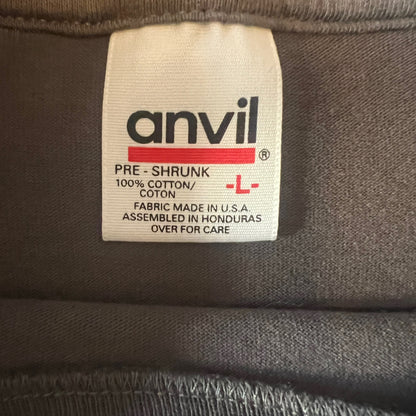 anvil
®
PRE - SHRUNK
100% COTTON/
COTON
-L-
FABRIC MADE IN U.S.A.
ASSEMBLED IN HONDURAS
OVER FOR CARE